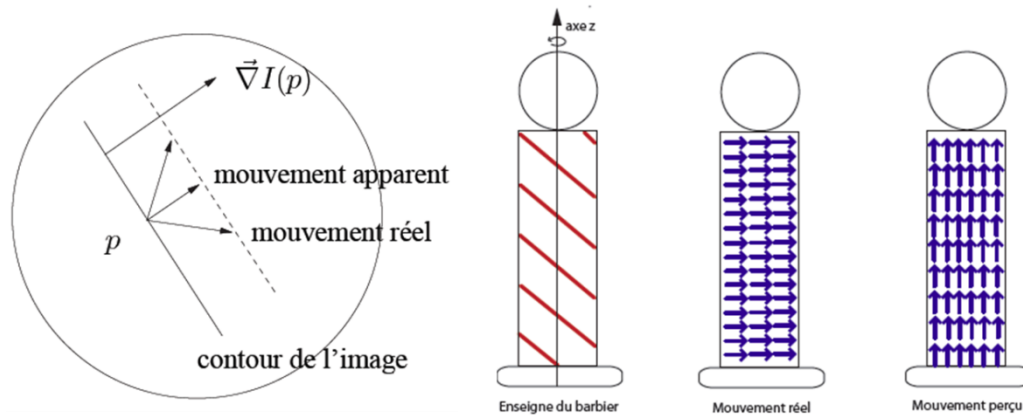 ∇⃗I(p)
mouvement apparent
mouvement réel
p
contour de l'image
axe z
Enseigne du barbier
Mouvement réel
Mouvement perçu